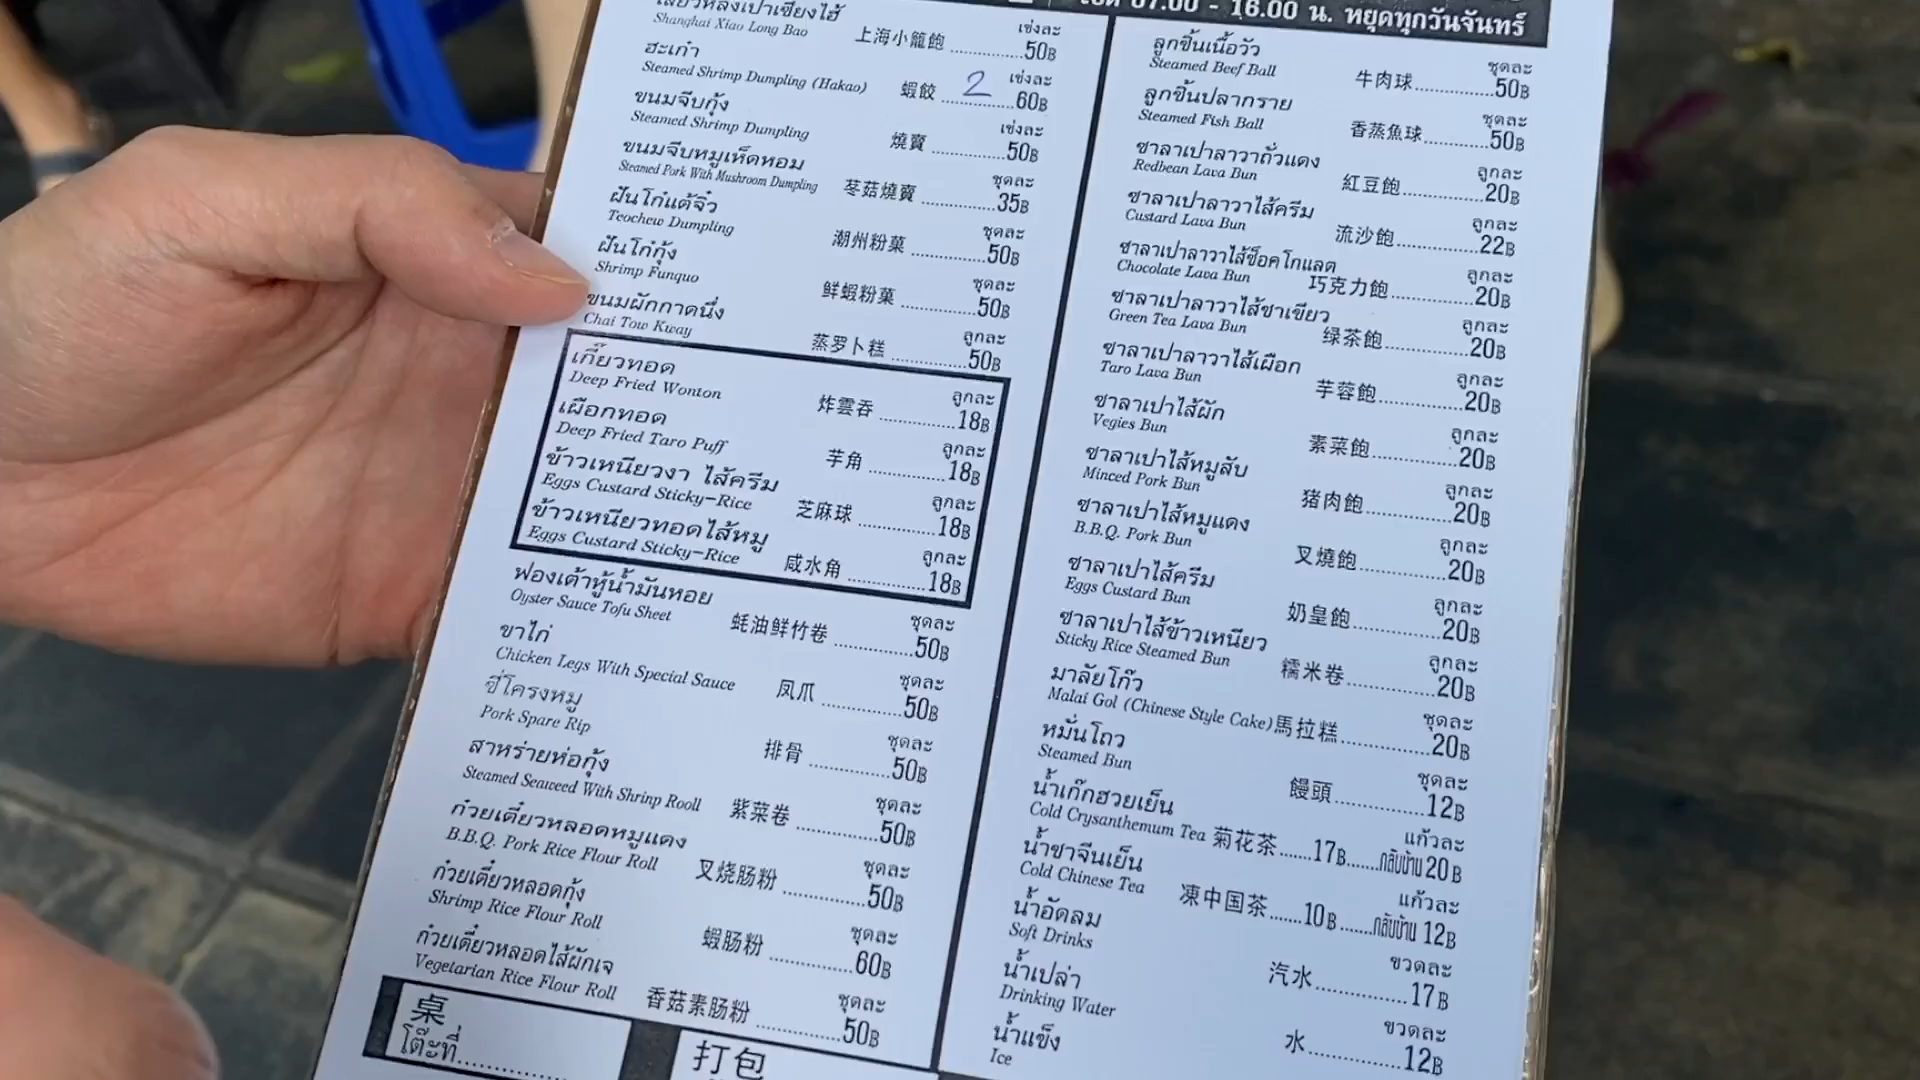 07.00 - 16.00 น. หยุดทุกวันจันทร์
Shanghai Xiao Long Bao 上海小籠飽 เข่งละ 50B
ฮะเก๋า
Steamed Shrimp Dumpling (Hakao) 蝦餃 2 เข่งละ 60B
ขนมจีบกุ้ง
Steamed Shrimp Dumpling 燒賣 เข่งละ 50B
ขนมจีบหมูเห็ดหอม
Steamed Pork With Mushroom Dumpling 苳菇燒賣 ชุดละ 35B
ฝันโก๋แต้จิ๋ว
Teochew Dumpling 潮州粉菓 ชุดละ 50B
ฝันโก๋กุ้ง
Shrimp Funquo 鲜蝦粉菓 ชุดละ 50B
ขนมผักกาดนึ่ง
Chai Tow Kway 蒸罗卜糕 ลูกละ 50B
เกี๊ยวทอด
Deep Fried Wonton 炸雲吞 ลูกละ 18B
เผือกทอด
Deep Fried Taro Puff 芋角 ลูกละ 18B
ข้าวเหนียวงา ไส้ครีม
Eggs Custard Sticky-Rice 芝麻球 ลูกละ 18B
ข้าวเหนียวทอดไส้หมู
Eggs Custard Sticky-Rice 咸水角 ลูกละ 18B
ฟองเต้าหู้น้ำมันหอย
Oyster Sauce Tofu Sheet 蚝油鲜竹卷 ชุดละ 50B
ขาไก่
Chicken Legs With Special Sauce 凤爪 ชุดละ 50B
ซี่โครงหมู
Pork Spare Rip 排骨 ชุดละ 50B
สาหร่ายห่อกุ้ง
Steamed Seaweed With Shrinp Rooll 紫菜卷 ชุดละ 50B
ก๋วยเตี๋ยวหลอดหมูแดง
B.B.Q. Pork Rice Flour Roll 叉烧肠粉 ชุดละ 50B
ก๋วยเตี๋ยวหลอดกุ้ง
Shrimp Rice Flour Roll 蝦肠粉 ชุดละ 60B
ก๋วยเตี๋ยวหลอดไส้ผักเจ
Vegetarian Rice Flour Roll 香菇素肠粉 ชุดละ 50B
桌
โต๊ะที่
打包
ลูกชิ้นเนื้อวัว
Steamed Beef Ball 牛肉球 ชุดละ 50B
ลูกชิ้นปลากราย
Steamed Fish Ball 香蒸魚球 ชุดละ 50B
ซาลาเปาลาวาถั่วแดง
Redbean Lava Bun 紅豆飽 ลูกละ 20B
ซาลาเปาลาวาไส้ครีม
Custard Lava Bun 流沙飽 ลูกละ 22B
ซาลาเปาลาวาไส้ช็อคโกแลต
Chocolate Lava Bun 巧克力飽 ลูกละ 20B
ซาลาเปาลาวาไส้ชาเขียว
Green Tea Lava Bun 绿茶飽 ลูกละ 20B
ซาลาเปาลาวาไส้เผือก
Taro Lava Bun 芋蓉飽 ลูกละ 20B
ซาลาเปาไส้ผัก
Vegies Bun 素菜飽 ลูกละ 20B
ซาลาเปาไส้หมูสับ
Minced Pork Bun 猪肉飽 ลูกละ 20B
ซาลาเปาไส้หมูแดง
B.B.Q. Pork Bun 叉燒飽 ลูกละ 20B
ซาลาเปาไส้ครีม
Eggs Custard Bun 奶皇飽 ลูกละ 20B
ซาลาเปาไส้ข้าวเหนียว
Sticky Rice Steamed Bun 糯米卷 ลูกละ 20B
มาลัยโก๊ว
Malai Gol (Chinese Style Cake) 馬拉糕 ชุดละ 20B
หมั่นโถว
Steamed Bun 饅頭 ชุดละ 12B
น้ำเก๊กฮวยเย็น
Cold Crysanthemum Tea 菊花茶 17B กลับบ้าน แก้วละ 20B
น้ำชาจีนเย็น
Cold Chinese Tea 凍中国茶 10B กลับบ้าน แก้วละ 12B
น้ำอัดลม
Soft Drinks 汽水 ขวดละ 17B
น้ำเปล่า
Drinking Water 水 ขวดละ 12B
น้ำแข็ง
Ice